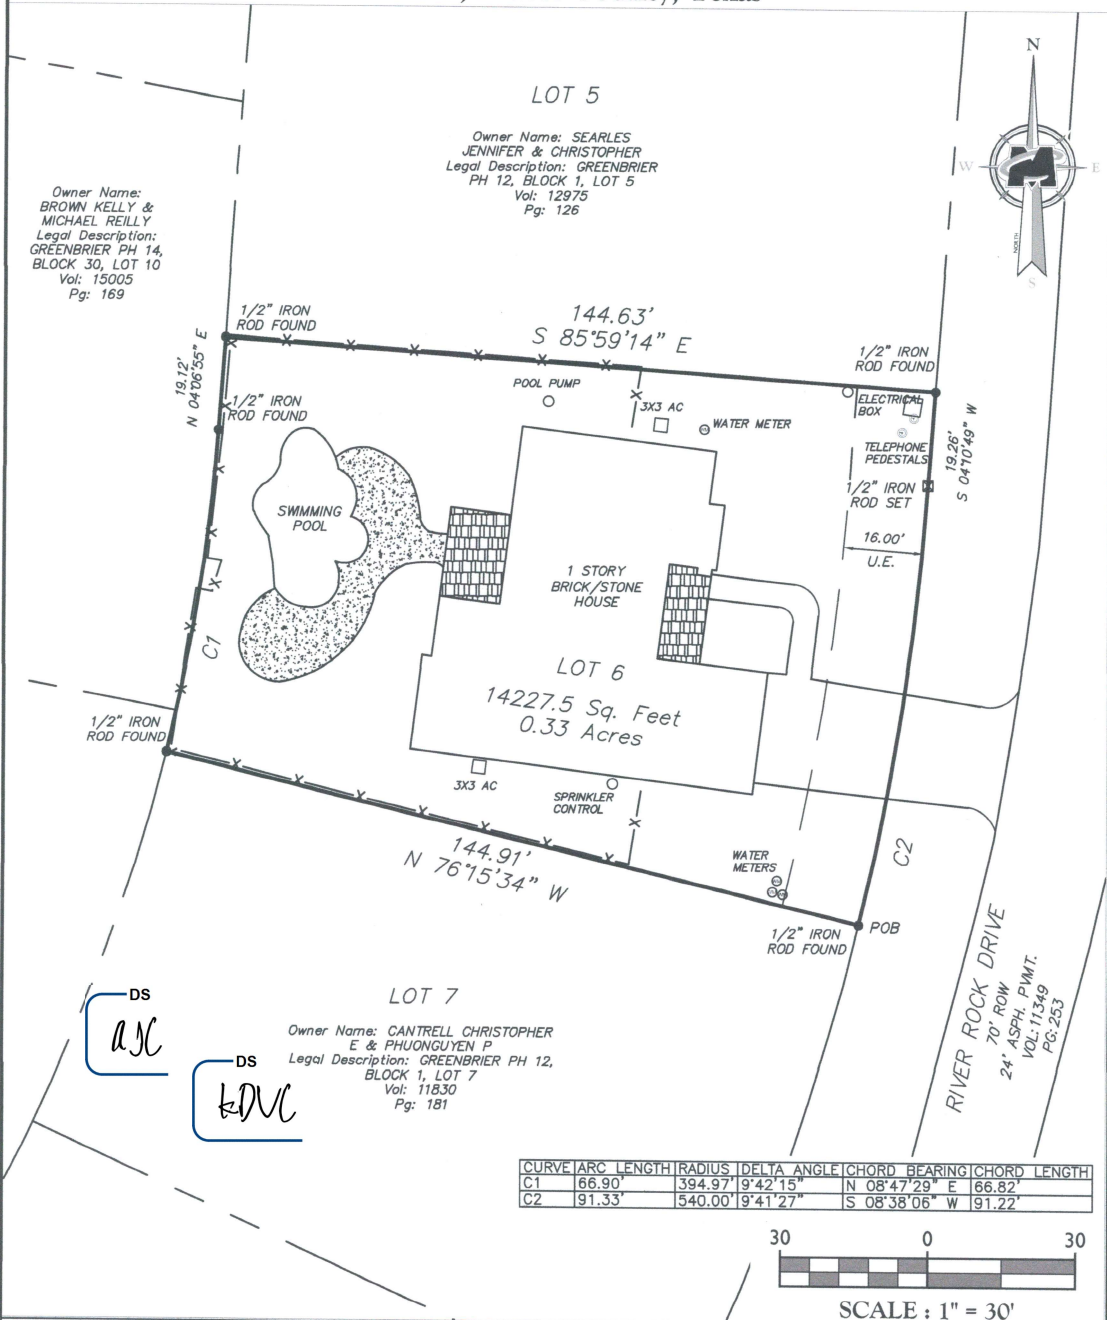 N
W
E
NORTH
S
LOT 5
Owner Name: SEARLES
JENNIFER & CHRISTOPHER
Legal Description: GREENBRIER
PH 12, BLOCK 1, LOT 5
Vol: 12975
Pg: 126
Owner Name:
BROWN KELLY &
MICHAEL REILLY
Legal Description:
GREENBRIER PH 14,
BLOCK 30, LOT 10
Vol: 15005
Pg: 169
1/2" IRON
ROD FOUND
144.63'
S 85°59'14" E
1/2" IRON
ROD FOUND
19.12'
N 04°06'55" E
1/2" IRON
ROD FOUND
POOL PUMP
3X3 AC
WATER METER
ELECTRICAL
BOX
TELEPHONE
PEDESTALS
19.26'
S 04°10'49" W
1/2" IRON
ROD SET
16.00'
U.E.
SWIMMING
POOL
1 STORY
BRICK/STONE
HOUSE
C1
LOT 6
14227.5 Sq. Feet
0.33 Acres
1/2" IRON
ROD FOUND
3X3 AC
SPRINKLER
CONTROL
144.91'
N 76°15'34" W
WATER
METERS
C2
1/2" IRON
ROD FOUND
POB
RIVER ROCK DRIVE
70' ROW
24' ASPH. PVMT.
VOL:11349
PG:253
LOT 7
Owner Name: CANTRELL CHRISTOPHER
E & PHUONGUYEN P
Legal Description: GREENBRIER PH 12,
BLOCK 1, LOT 7
Vol: 11830
Pg: 181
DS
AJC
DS
KDVC
CURVE ARC LENGTH RADIUS DELTA ANGLE CHORD BEARING CHORD LENGTH
C1 66.90' 394.97' 9°42'15" N 08°47'29" E 66.82'
C2 91.33' 540.00' 9°41'27" S 08°38'06" W 91.22'
30 0 30
SCALE : 1" = 30'